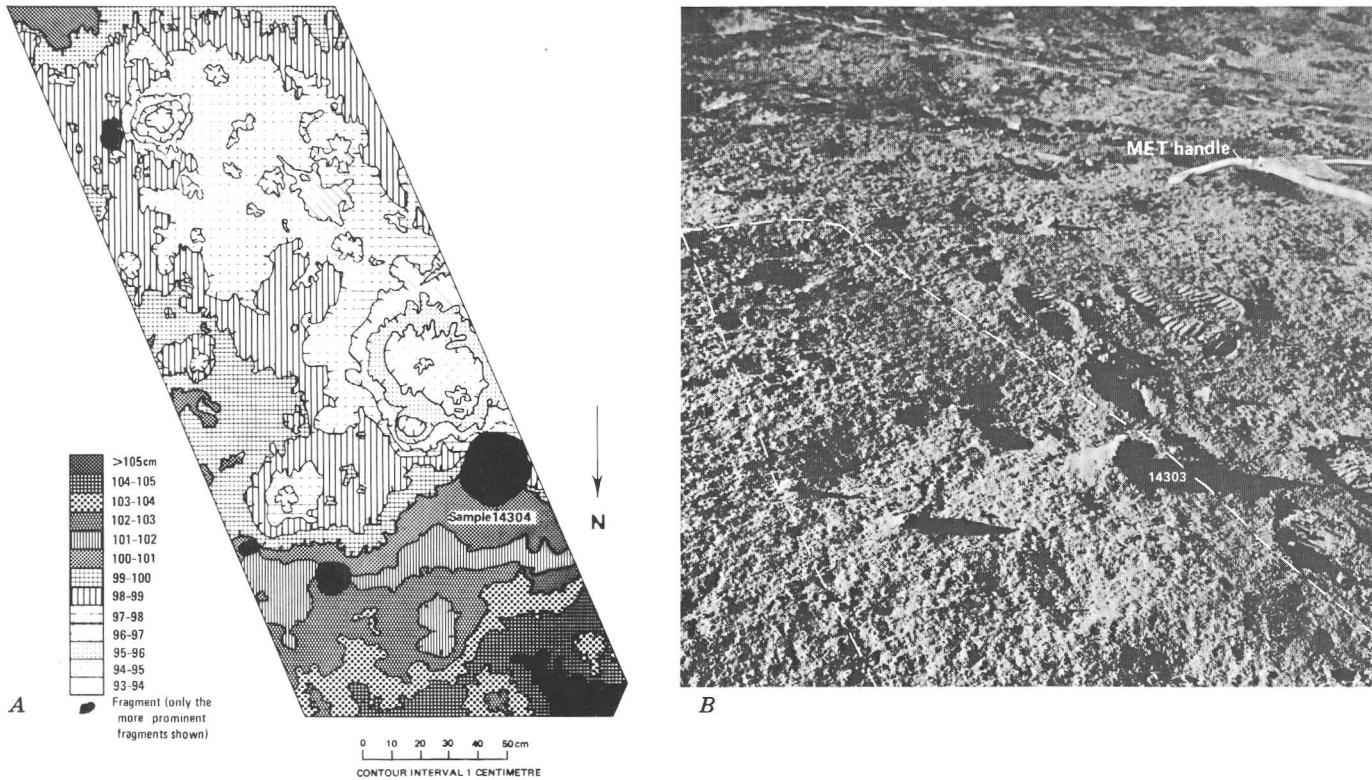 >105cm
104-105
103-104
102-103
101-102
100-101
99-100
98-99
97-98
96-97
95-96
94-95
93-94
Fragment (only the
more prominent
fragments shown)
Sample 14304
N
0 10 20 30 40 50cm
CONTOUR INTERVAL 1 CENTIMETRE
A
MET handle
14303
B